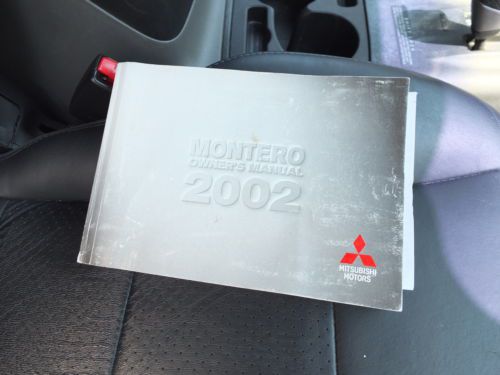 MONTERO
OWNER'S MANUAL
2002
MITSUBISHI
MOTORS